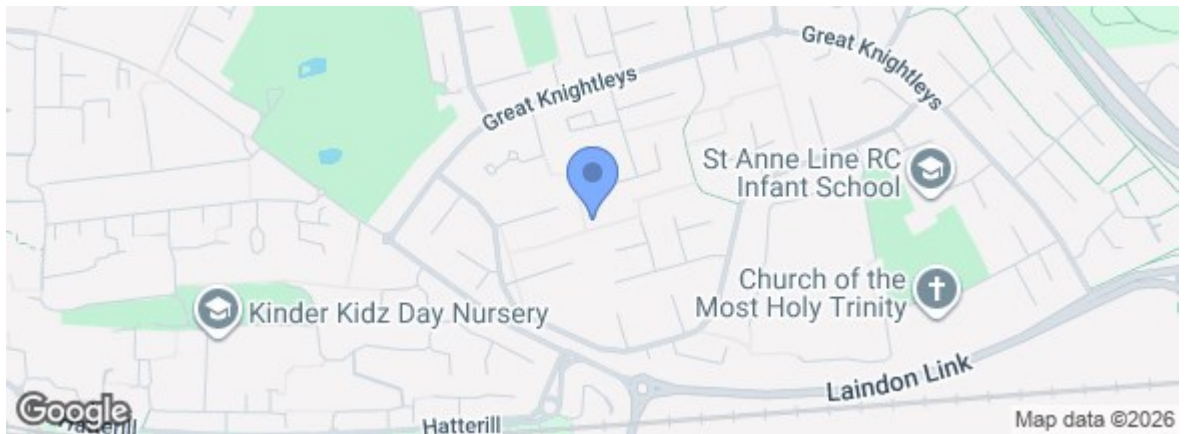 Great Knightleys
Great Knightleys
St Anne Line RC
Infant School
Church of the
Most Holy Trinity
Kinder Kidz Day Nursery
Laindon Link
Google
Hatterill
Hatterill
Map data ©2026